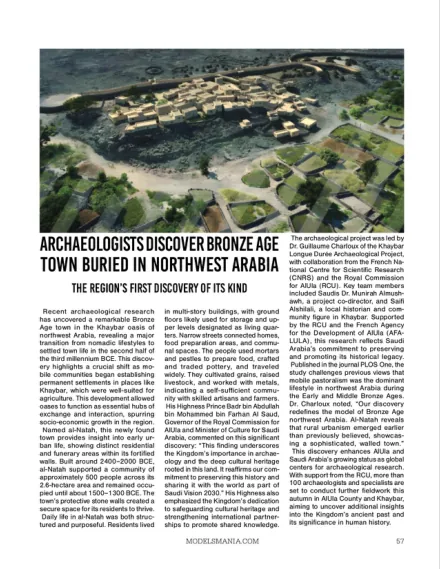 ARCHAEOLOGISTS DISCOVER BRONZE AGE
TOWN BURIED IN NORTHWEST ARABIA
THE REGION'S FIRST DISCOVERY OF ITS KIND
Recent archaeological research
has uncovered a remarkable Bronze
Age town in the Khaybar oasis of
northwest Arabia, revealing a major
transition from nomadic lifestyles to
settled town life in the second half of
the third millennium BCE. This discov-
ery highlights a crucial shift as mo-
bile communities began establishing
permanent settlements in places like
Khaybar, which were well-suited for
agriculture. This development allowed
oases to function as essential hubs of
exchange and interaction, spurring
socio-economic growth in the region.
Named al-Natah, this newly found
town provides insight into early ur-
ban life, showing distinct residential
and funerary areas within its fortified
walls. Built around 2400–2000 BCE,
al-Natah supported a community of
approximately 500 people across its
2.6-hectare area and remained occu-
pied until about 1500–1300 BCE. The
town's protective stone walls created a
secure space for its residents to thrive.
Daily life in al-Natah was both struc-
tured and purposeful. Residents lived
in multi-story buildings, with ground
floors likely used for storage and up-
per levels designated as living quar-
ters. Narrow streets connected homes,
food preparation areas, and commu-
nal spaces. The people used mortars
and pestles to prepare food, crafted
and traded pottery, and traveled
widely. They cultivated grains, raised
livestock, and worked with metals,
indicating a self-sufficient commu-
nity with skilled artisans and farmers.
His Highness Prince Badr bin Abdullah
bin Mohammed bin Farhan Al Saud,
Governor of the Royal Commission for
AlUla and Minister of Culture for Saudi
Arabia, commented on this significant
discovery: "This finding underscores
the Kingdom's importance in archae-
ology and the deep cultural heritage
rooted in this land. It reaffirms our com-
mitment to preserving this history and
sharing it with the world as part of
Saudi Vision 2030." His Highness also
emphasized the Kingdom's dedication
to safeguarding cultural heritage and
strengthening international partner-
ships to promote shared knowledge.
The archaeological project was led by
Dr. Guillaume Charloux of the Khaybar
Longue Durée Archaeological Project,
with collaboration from the French Na-
tional Centre for Scientific Research
(CNRS) and the Royal Commission
for AlUla (RCU). Key team members
included Saudis Dr. Munirah Almush-
awh, a project co-director, and Saifi
Alshilali, a local historian and com-
munity figure in Khaybar. Supported
by the RCU and the French Agency
for the Development of AlUla (AFA-
LULA), this research reflects Saudi
Arabia's commitment to preserving
and promoting its historical legacy.
Published in the journal PLOS One, the
study challenges previous views that
mobile pastoralism was the dominant
lifestyle in northwest Arabia during
the Early and Middle Bronze Ages.
Dr. Charloux noted, "Our discovery
redefines the model of Bronze Age
northwest Arabia. Al-Natah reveals
that rural urbanism emerged earlier
than previously believed, showcas-
ing a sophisticated, walled town."
This discovery enhances AlUla and
Saudi Arabia's growing status as global
centers for archaeological research.
With support from the RCU, more than
100 archaeologists and specialists are
set to conduct further fieldwork this
autumn in AlUla County and Khaybar,
aiming to uncover additional insights
into the Kingdom's ancient past and
its significance in human history.
MODELSMANIA.COM
57